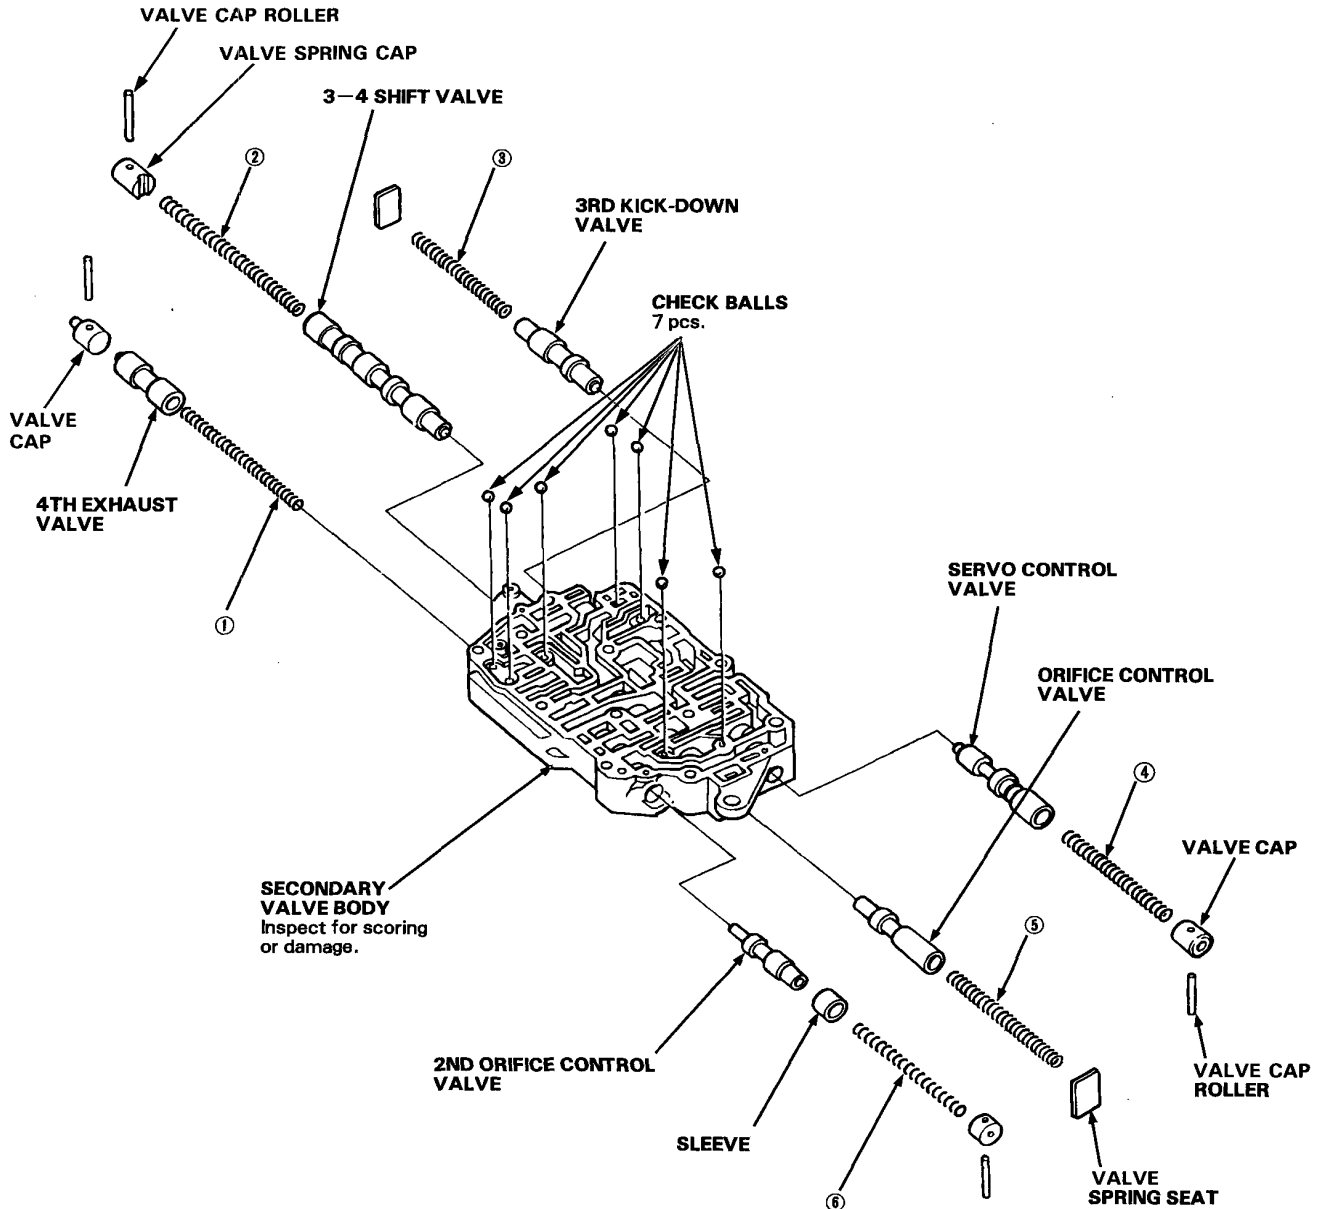 VALVE CAP ROLLER
VALVE SPRING CAP
3-4 SHIFT VALVE
②
③
3RD KICK-DOWN
VALVE
CHECK BALLS
7 pcs.
VALVE
CAP
4TH EXHAUST
VALVE
①
SERVO CONTROL
VALVE
ORIFICE CONTROL
VALVE
④
VALVE CAP
SECONDARY
VALVE BODY
Inspect for scoring
or damage.
⑤
2ND ORIFICE CONTROL
VALVE
VALVE CAP
ROLLER
SLEEVE
VALVE
SPRING SEAT
⑥